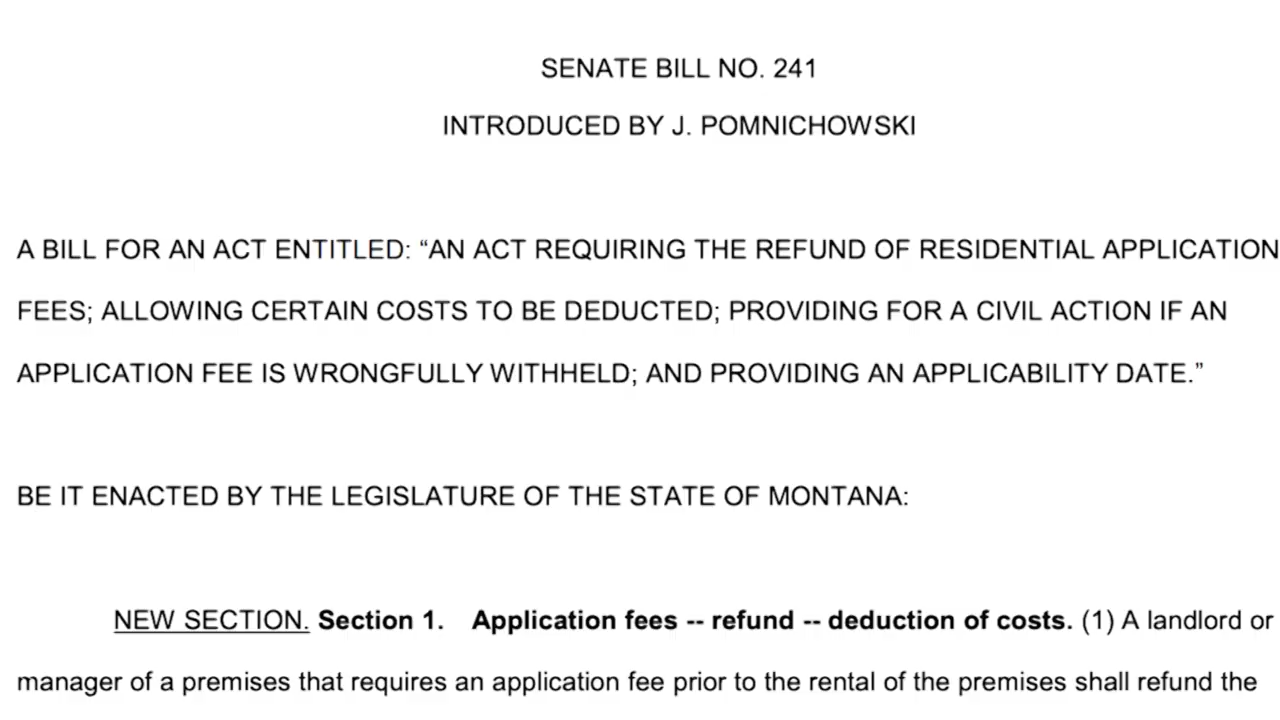 SENATE BILL NO. 241
INTRODUCED BY J. POMNICHOWSKI
A BILL FOR AN ACT ENTITLED: “AN ACT REQUIRING THE REFUND OF RESIDENTIAL APPLICATION
FEES; ALLOWING CERTAIN COSTS TO BE DEDUCTED; PROVIDING FOR A CIVIL ACTION IF AN
APPLICATION FEE IS WRONGFULLY WITHHELD; AND PROVIDING AN APPLICABILITY DATE.”
BE IT ENACTED BY THE LEGISLATURE OF THE STATE OF MONTANA:
NEW SECTION. Section 1. Application fees -- refund -- deduction of costs. (1) A landlord or
manager of a premises that requires an application fee prior to the rental of the premises shall refund the